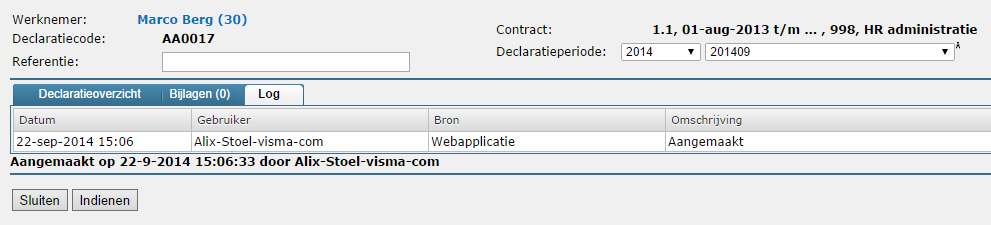 Werknemer: Marco Berg (30)
Contract: 1.1, 01-aug-2013 t/m ... , 998, HR administratie
Declaratiecode: AA0017
Declaratieperiode: 2014 201409
Referentie:
Declaratieoverzicht Bijlagen (0) Log
Datum Gebruiker Bron Omschrijving
22-sep-2014 15:06 Alix-Stoel-visma-com Webapplicatie Aangemaakt
Aangemaakt op 22-9-2014 15:06:33 door Alix-Stoel-visma-com
Sluiten Indienen